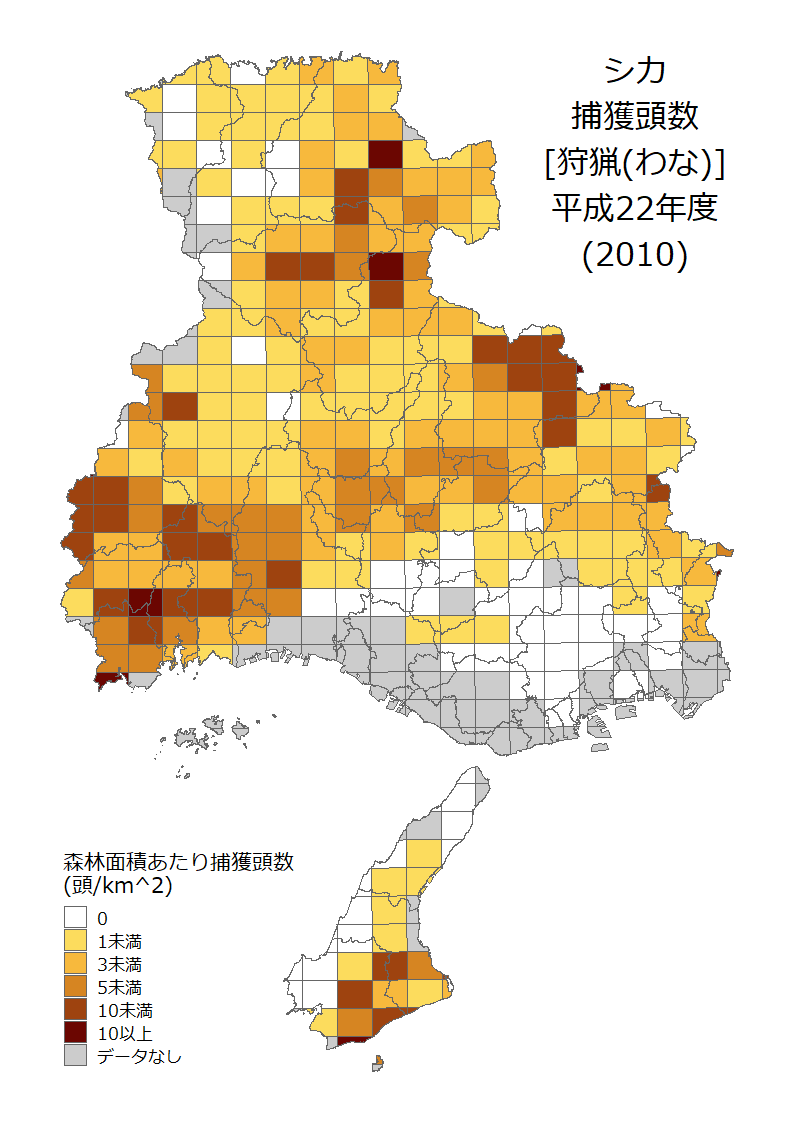 シカ
捕獲頭数
[狩猟(わな)]
平成22年度
(2010)
森林面積あたり捕獲頭数
(頭/km^2)
0
1未満
3未満
5未満
10未満
10以上
データなし